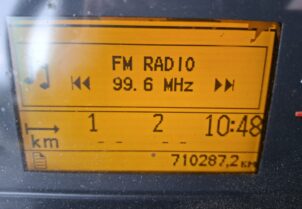 FM RADIO
99.6 MHz
1 2 10:48
km -- --
710287,2 KM